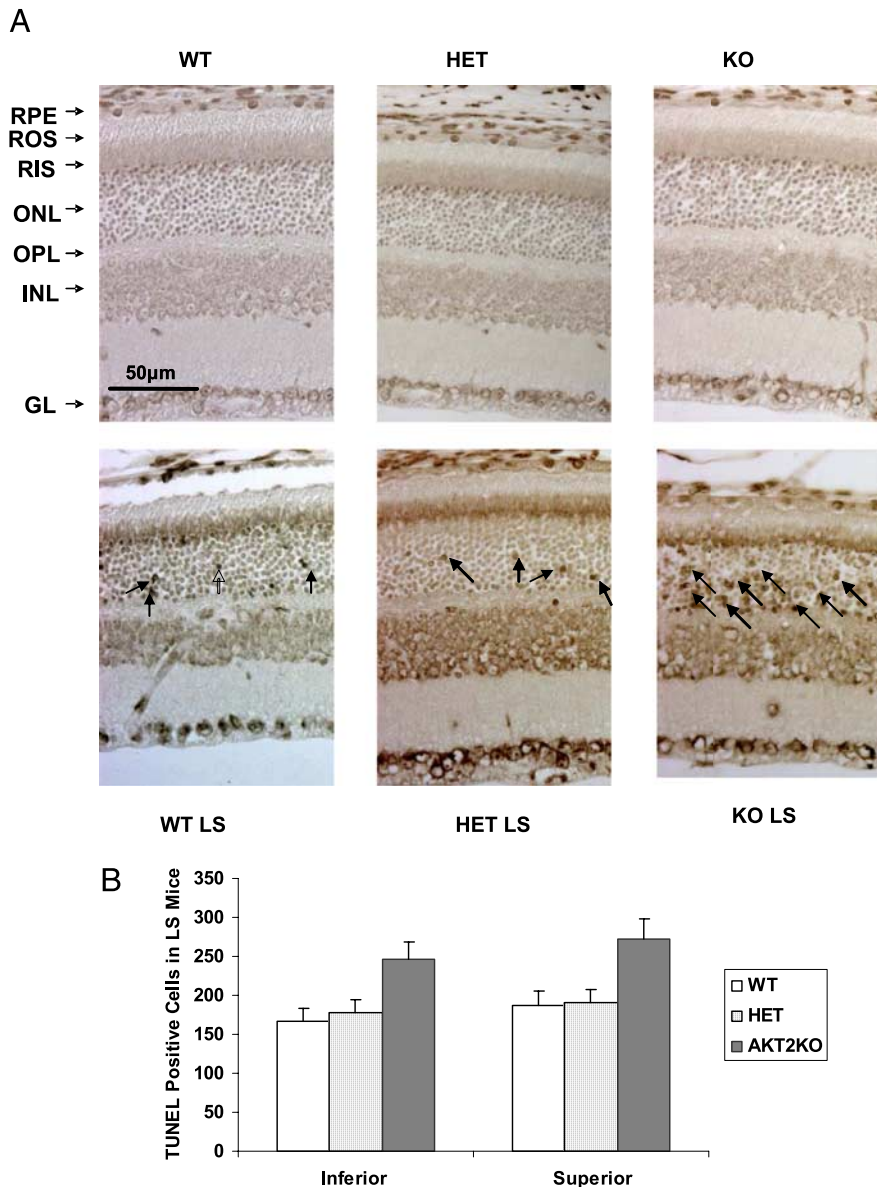 A
WT HET KO
RPE
ROS
RIS
ONL
OPL
INL
50µm
GL
WT LS HET LS KO LS
B
TUNEL Positive Cells in LS Mice
350
300
250
200
150
100
50
0
Inferior Superior
WT
HET
AKT2KO